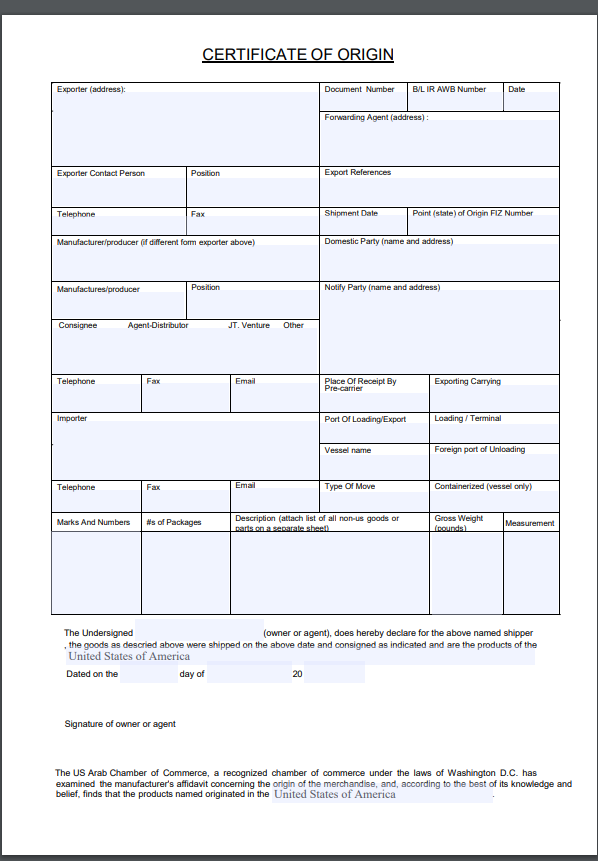 CERTIFICATE OF ORIGIN
Exporter (address):
Document Number
B/L IR AWB Number
Date
Forwarding Agent (address) :
Exporter Contact Person
Position
Export References
Telephone
Fax
Shipment Date
Point (state) of Origin FIZ Number
Manufacturer/producer (if different form exporter above)
Domestic Party (name and address)
Manufactures/producer
Position
Notify Party (name and address)
Consignee Agent-Distributor JT. Venture Other
Telephone
Fax
Email
Place Of Receipt By
Pre-carrier
Exporting Carrying
Importer
Port Of Loading/Export
Loading / Terminal
Vessel name
Foreign port of Unloading
Telephone
Fax
Email
Type Of Move
Containerized (vessel only)
Marks And Numbers
#s of Packages
Description (attach list of all non-us goods or
parts on a separate sheet)
Gross Weight
(pounds)
Measurement
The Undersigned (owner or agent), does hereby declare for the above named shipper
, the goods as descried above were shipped on the above date and consigned as indicated and are the products of the
United States of America
Dated on the day of 20
Signature of owner or agent
The US Arab Chamber of Commerce, a recognized chamber of commerce under the laws of Washington D.C. has
examined the manufacturer's affidavit concerning the origin of the merchandise, and, according to the best of its knowledge and
belief, finds that the products named originated in the United States of America .